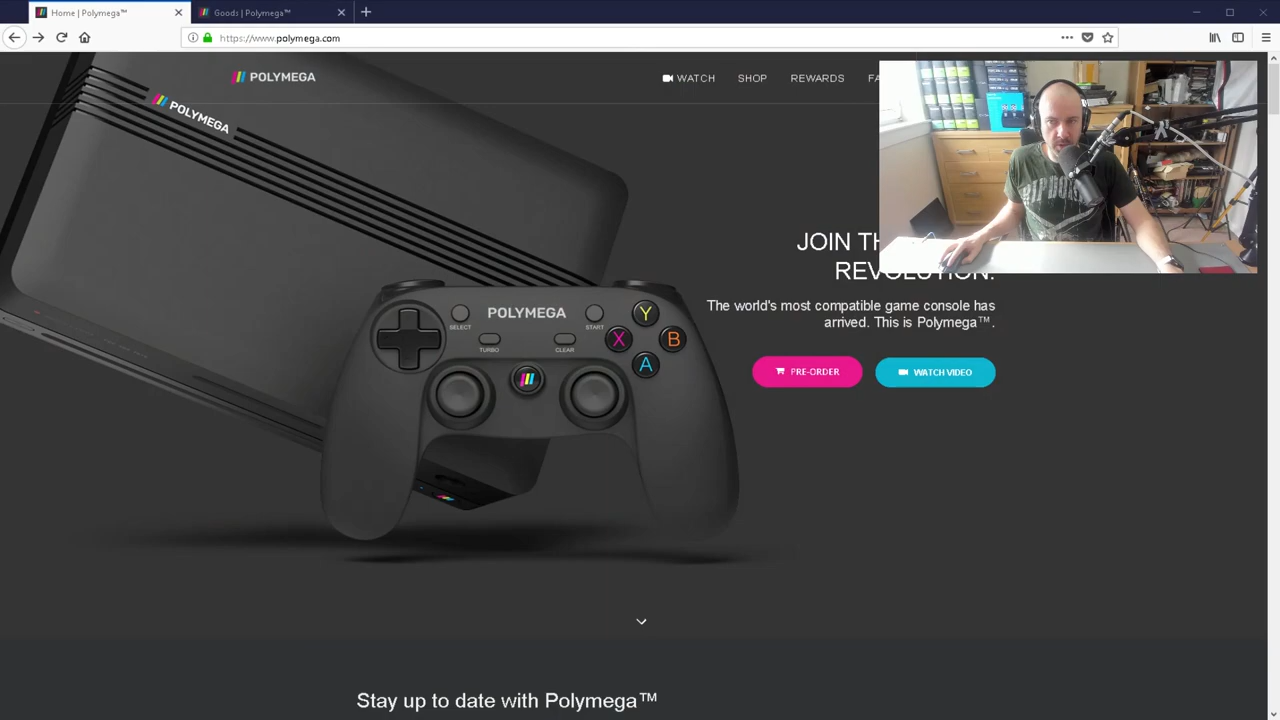 Home | Polymega™
Goods | Polymega™
https://www.polymega.com
POLYMEGA
WATCH
SHOP
REWARDS
POLYMEGA
JOIN TH
REVOLUTION.
The world's most compatible game console has
arrived. This is Polymega™.
PRE-ORDER
WATCH VIDEO
POLYMEGA
SELECT
START
TURBO
CLEAR
Y
X
B
A
Stay up to date with Polymega™